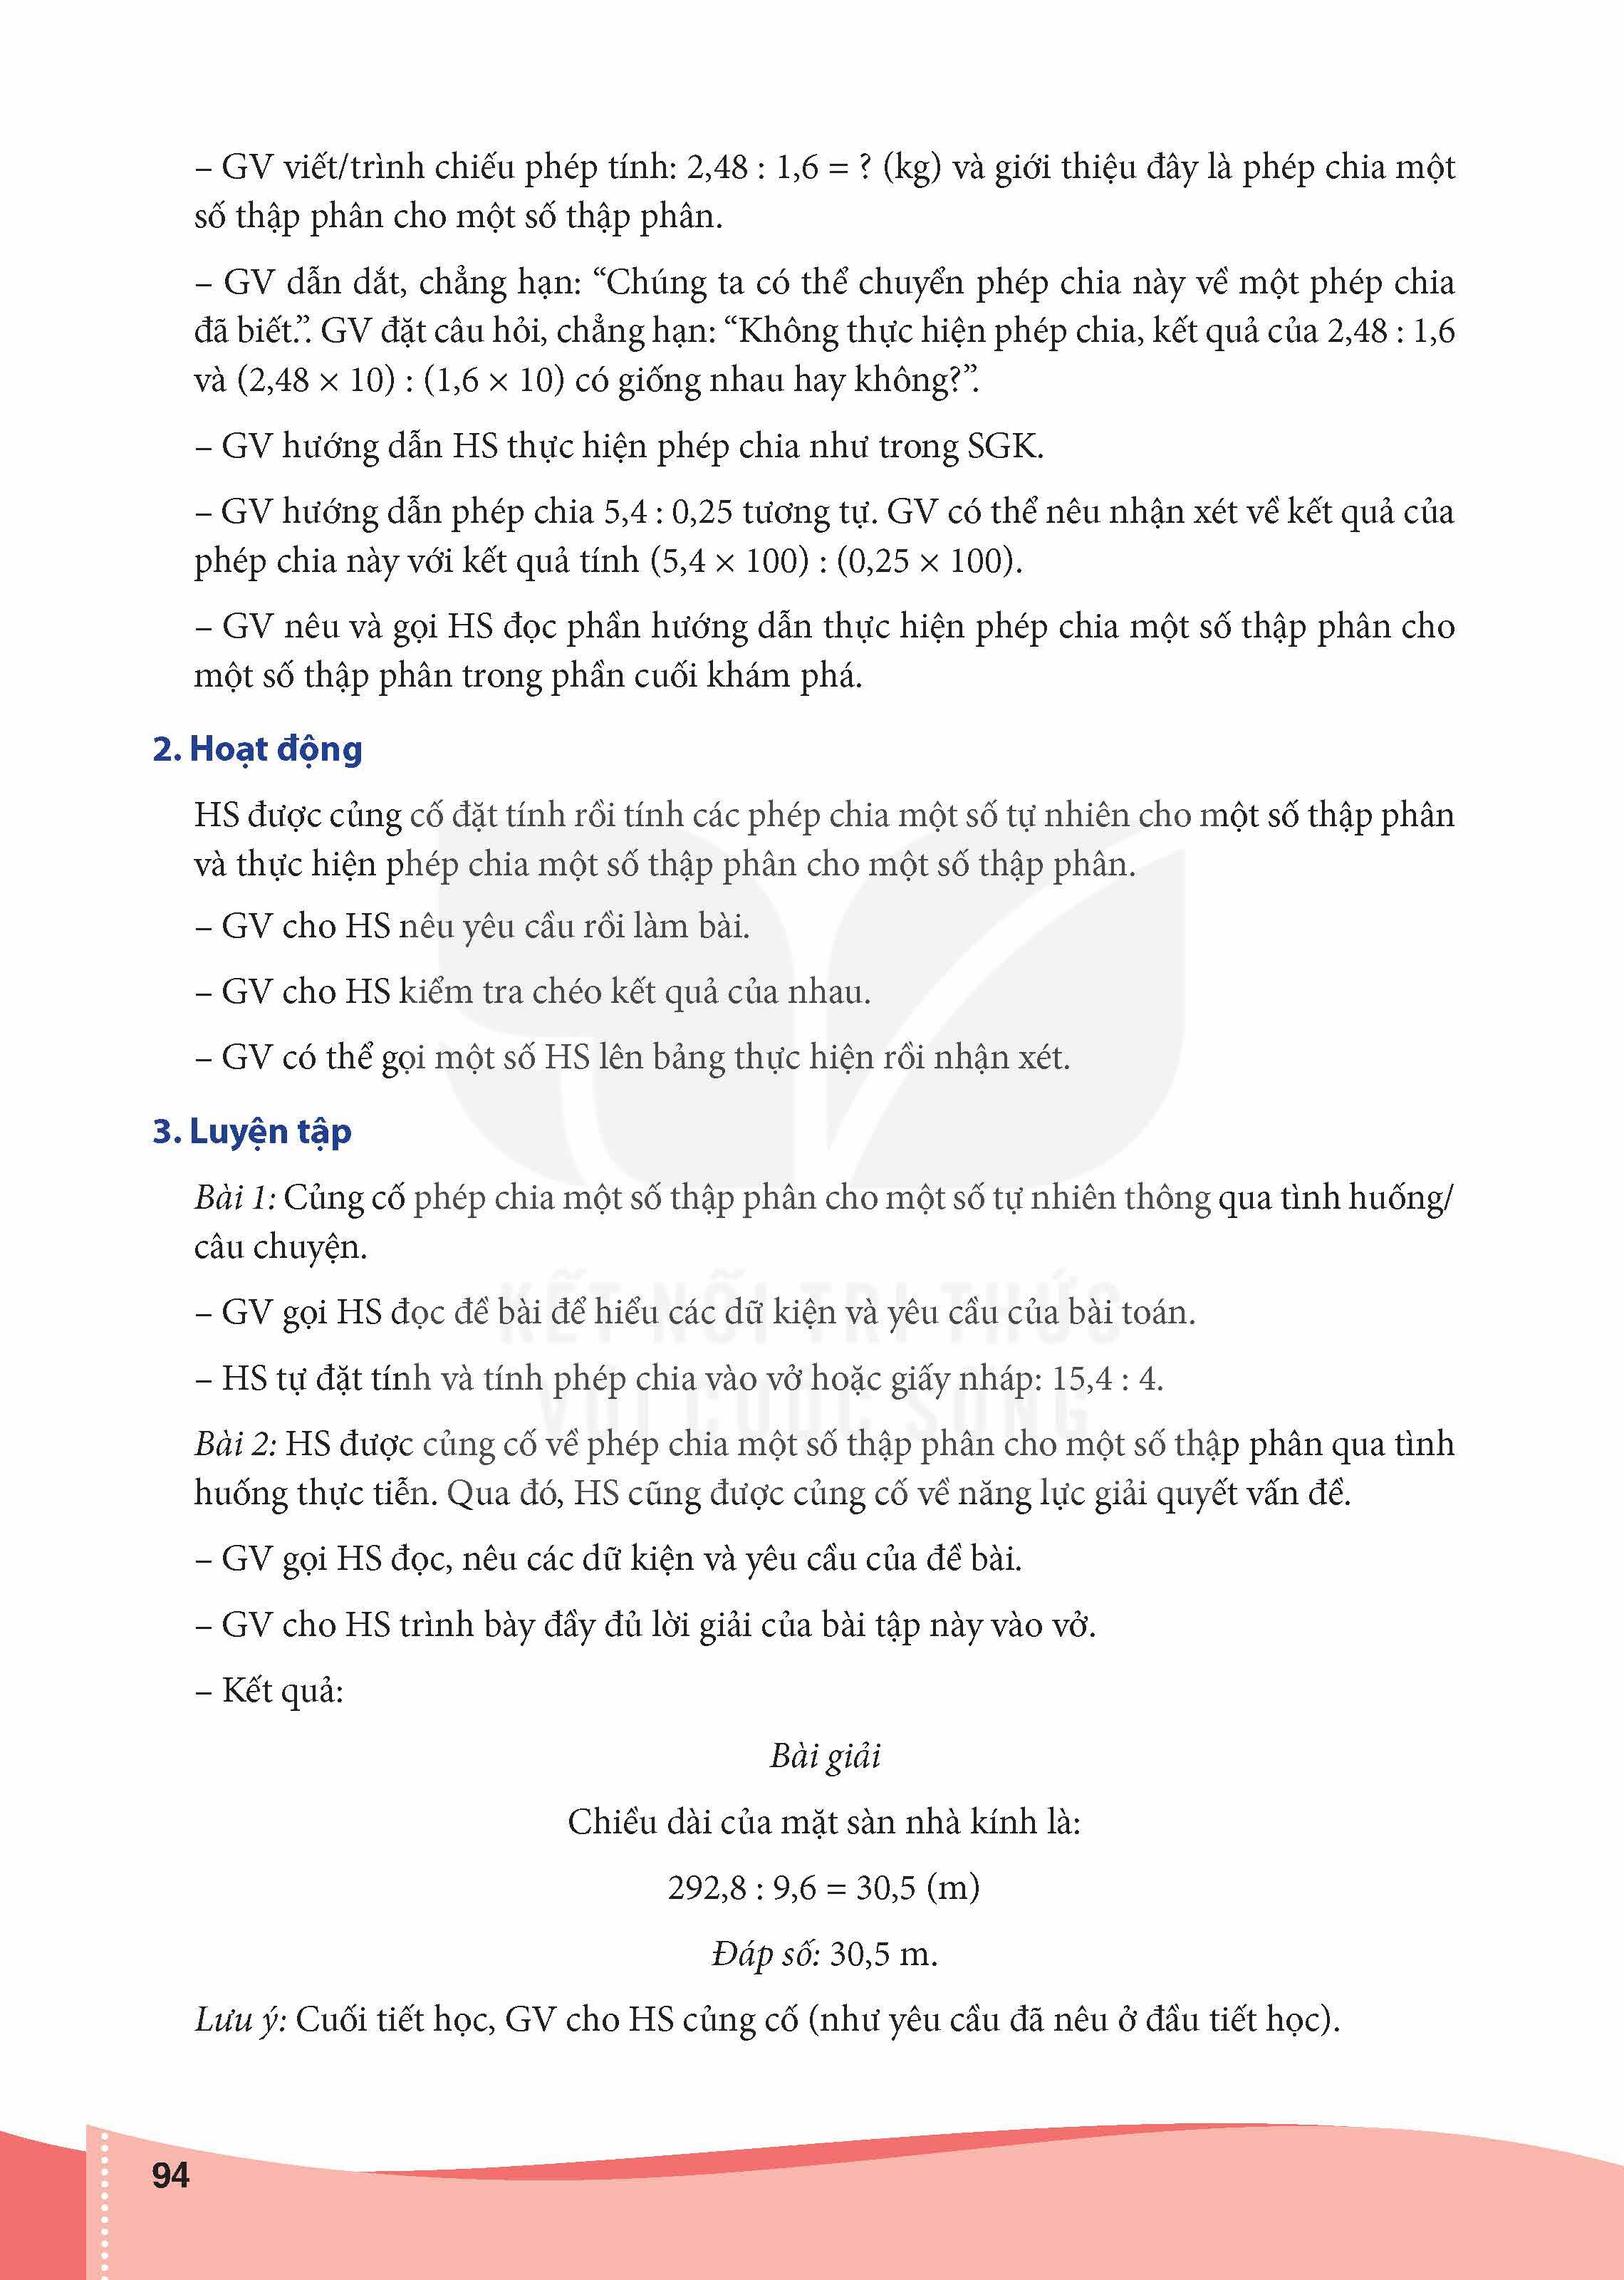 – GV viết/trình chiếu phép tính: 2,48 : 1,6 = ? (kg) và giới thiệu đây là phép chia một
số thập phân cho một số thập phân.
– GV dẫn dắt, chẳng hạn: “Chúng ta có thể chuyển phép chia này về một phép chia
đã biết.”. GV đặt câu hỏi, chẳng hạn: “Không thực hiện phép chia, kết quả của 2,48 : 1,6
và (2,48 × 10) : (1,6 × 10) có giống nhau hay không?”.
– GV hướng dẫn HS thực hiện phép chia như trong SGK.
– GV hướng dẫn phép chia 5,4 : 0,25 tương tự. GV có thể nêu nhận xét về kết quả của
phép chia này với kết quả tính (5,4 × 100) : (0,25 × 100).
– GV nêu và gọi HS đọc phần hướng dẫn thực hiện phép chia một số thập phân cho
một số thập phân trong phần cuối khám phá.
2. Hoạt động
HS được củng cố đặt tính rồi tính các phép chia một số tự nhiên cho một số thập phân
và thực hiện phép chia một số thập phân cho một số thập phân.
– GV cho HS nêu yêu cầu rồi làm bài.
– GV cho HS kiểm tra chéo kết quả của nhau.
– GV có thể gọi một số HS lên bảng thực hiện rồi nhận xét.
3. Luyện tập
Bài 1: Củng cố phép chia một số thập phân cho một số tự nhiên thông qua tình huống/
câu chuyện.
KẾT NỐI TRI THỨC
– GV gọi HS đọc đề bài để hiểu các dữ kiện và yêu cầu của bài toán.
– HS tự đặt tính và tính phép chia vào vở hoặc giấy nháp: 15,4 : 4.
VỚI CUỘC SỐNG
Bài 2: HS được củng cố về phép chia một số thập phân cho một số thập phân qua tình
huống thực tiễn. Qua đó, HS cũng được củng cố về năng lực giải quyết vấn đề.
– GV gọi HS đọc, nêu các dữ kiện và yêu cầu của đề bài.
– GV cho HS trình bày đầy đủ lời giải của bài tập này vào vở.
– Kết quả:
Bài giải
Chiều dài của mặt sàn nhà kính là:
292,8 : 9,6 = 30,5 (m)
Đáp số: 30,5 m.
Lưu ý: Cuối tiết học, GV cho HS củng cố (như yêu cầu đã nêu ở đầu tiết học).
94